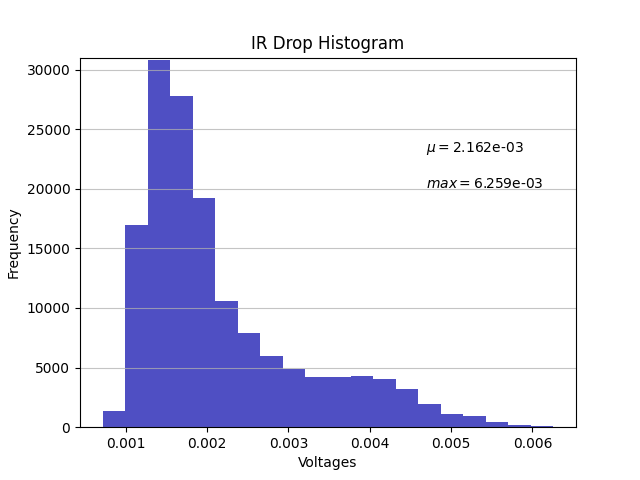 IR Drop Histogram
30000
25000
20000
15000
10000
5000
0
Frequency
μ = 2.162e-03
max = 6.259e-03
0.001 0.002 0.003 0.004 0.005 0.006
Voltages